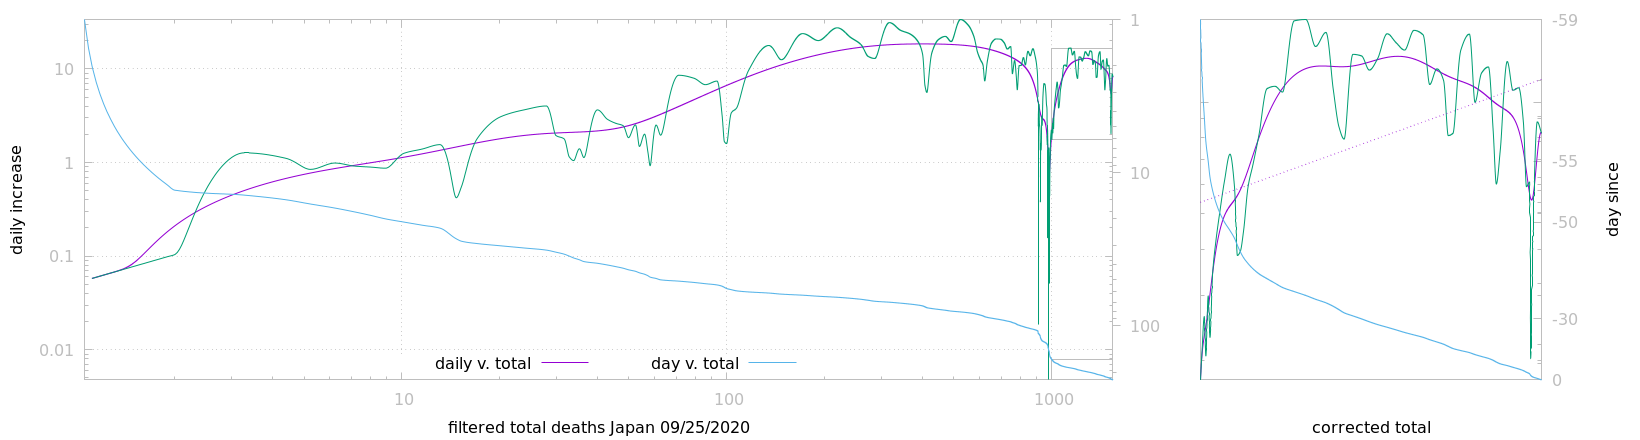 daily increase
10
1
0.1
0.01
10
100
1000
1
10
100
daily v. total
day v. total
filtered total deaths Japan 09/25/2020
-59
-55
-50
-30
0
day since
corrected total